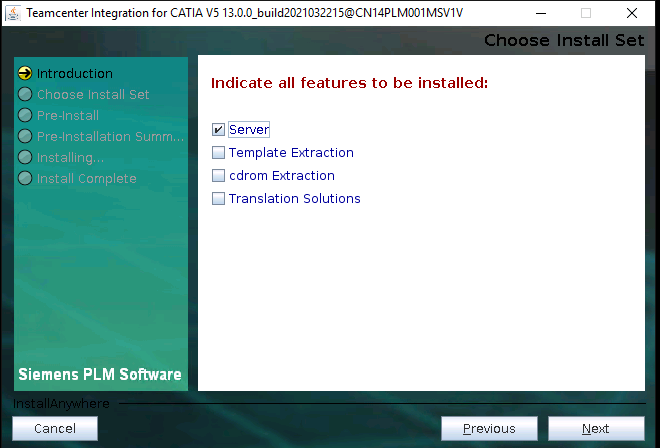 Teamcenter Integration for CATIA V5 13.0.0_build2021032215@CN14PLM001MSV1V
Choose Install Set
Introduction
Choose Install Set
Pre-Install
Pre-Installation Summ...
Installing...
Install Complete
Siemens PLM Software
Indicate all features to be installed:
Server
Template Extraction
cdrom Extraction
Translation Solutions
InstallAnywhere
Cancel
Previous
Next